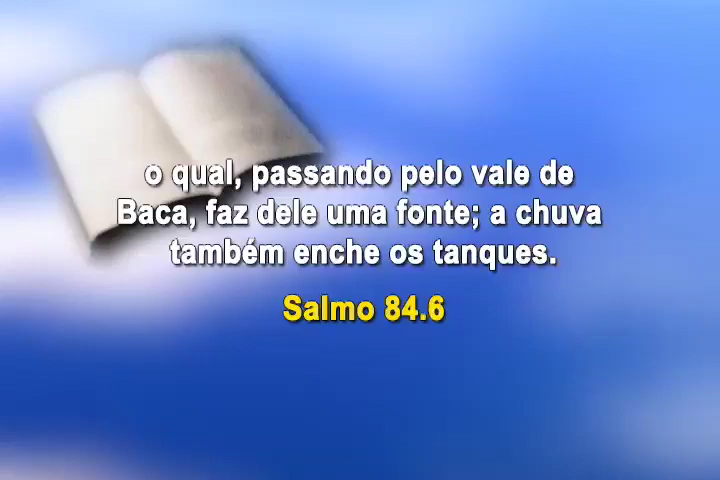 o qual, passando pelo vale de
Baca, faz dele uma fonte; a chuva
também enche os tanques.
Salmo 84.6